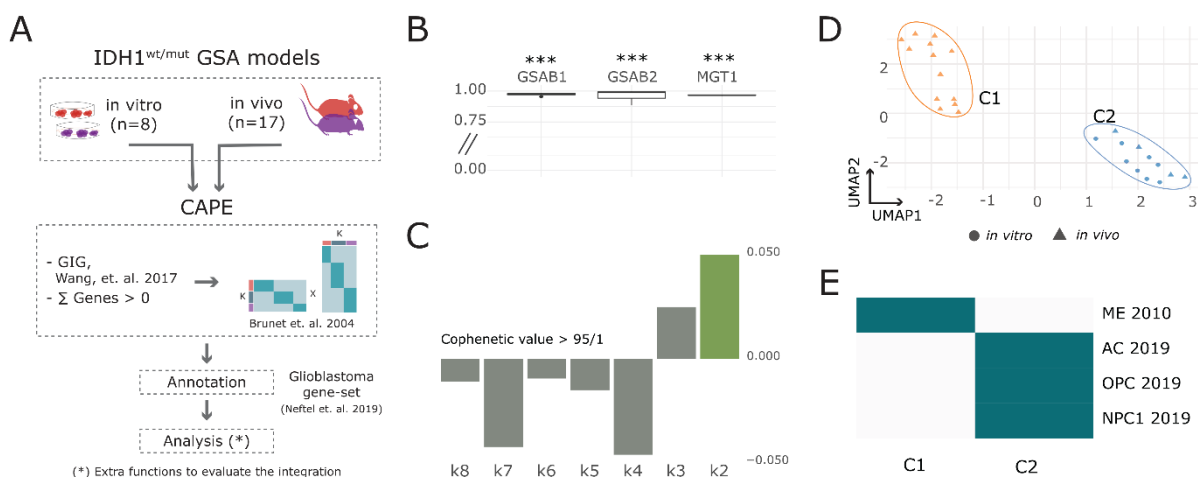 A
IDH1wt/mut GSA models
in vitro
(n=8)
in vivo
(n=17)
CAPE
- GIG,
Wang, et. al. 2017
- ∑ Genes > 0
K
K
X
Brunet et. al. 2004
Annotation
Glioblastoma
gene-set
(Neftel et. al. 2019)
Analysis (*)
(*) Extra functions to evaluate the integration
B
*** *** ***
GSAB1 GSAB2 MGT1
1.00
0.75
//
0.00
C
0.050
Cophenetic value > 95/1
0.000
-0.050
k8 k7 k6 k5 k4 k3 k2
D
2
0
-2
C1
C2
UMAP2
UMAP1
-2 -1 0 1 2 3
in vitro in vivo
E
ME 2010
AC 2019
OPC 2019
NPC1 2019
C1 C2